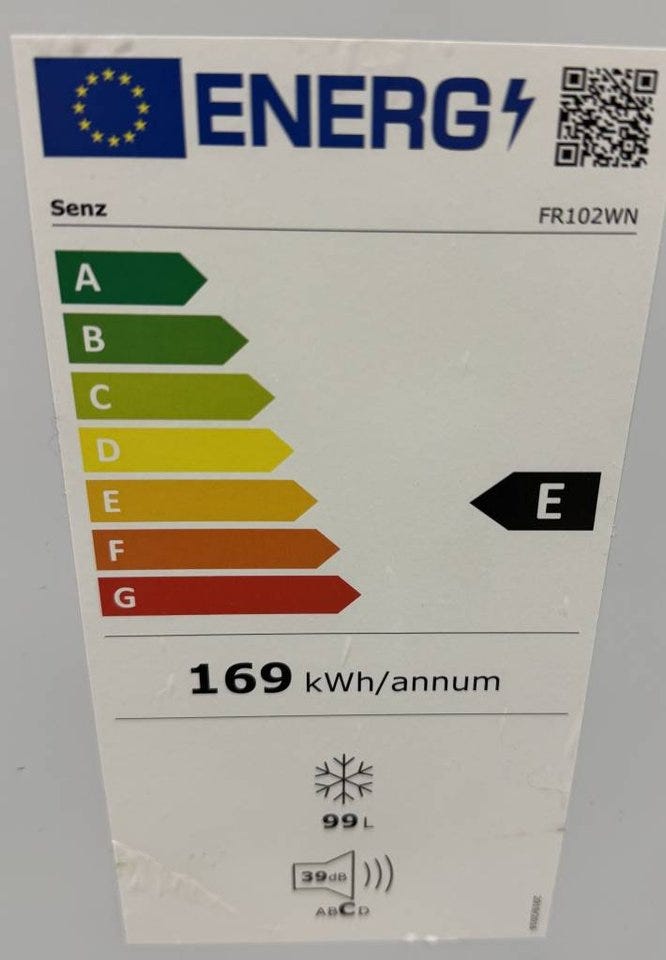 ENERG
Senz
FR102WN
A
B
C
D
E
E
F
G
169 kWh/annum
99 L
39dB
ABCD